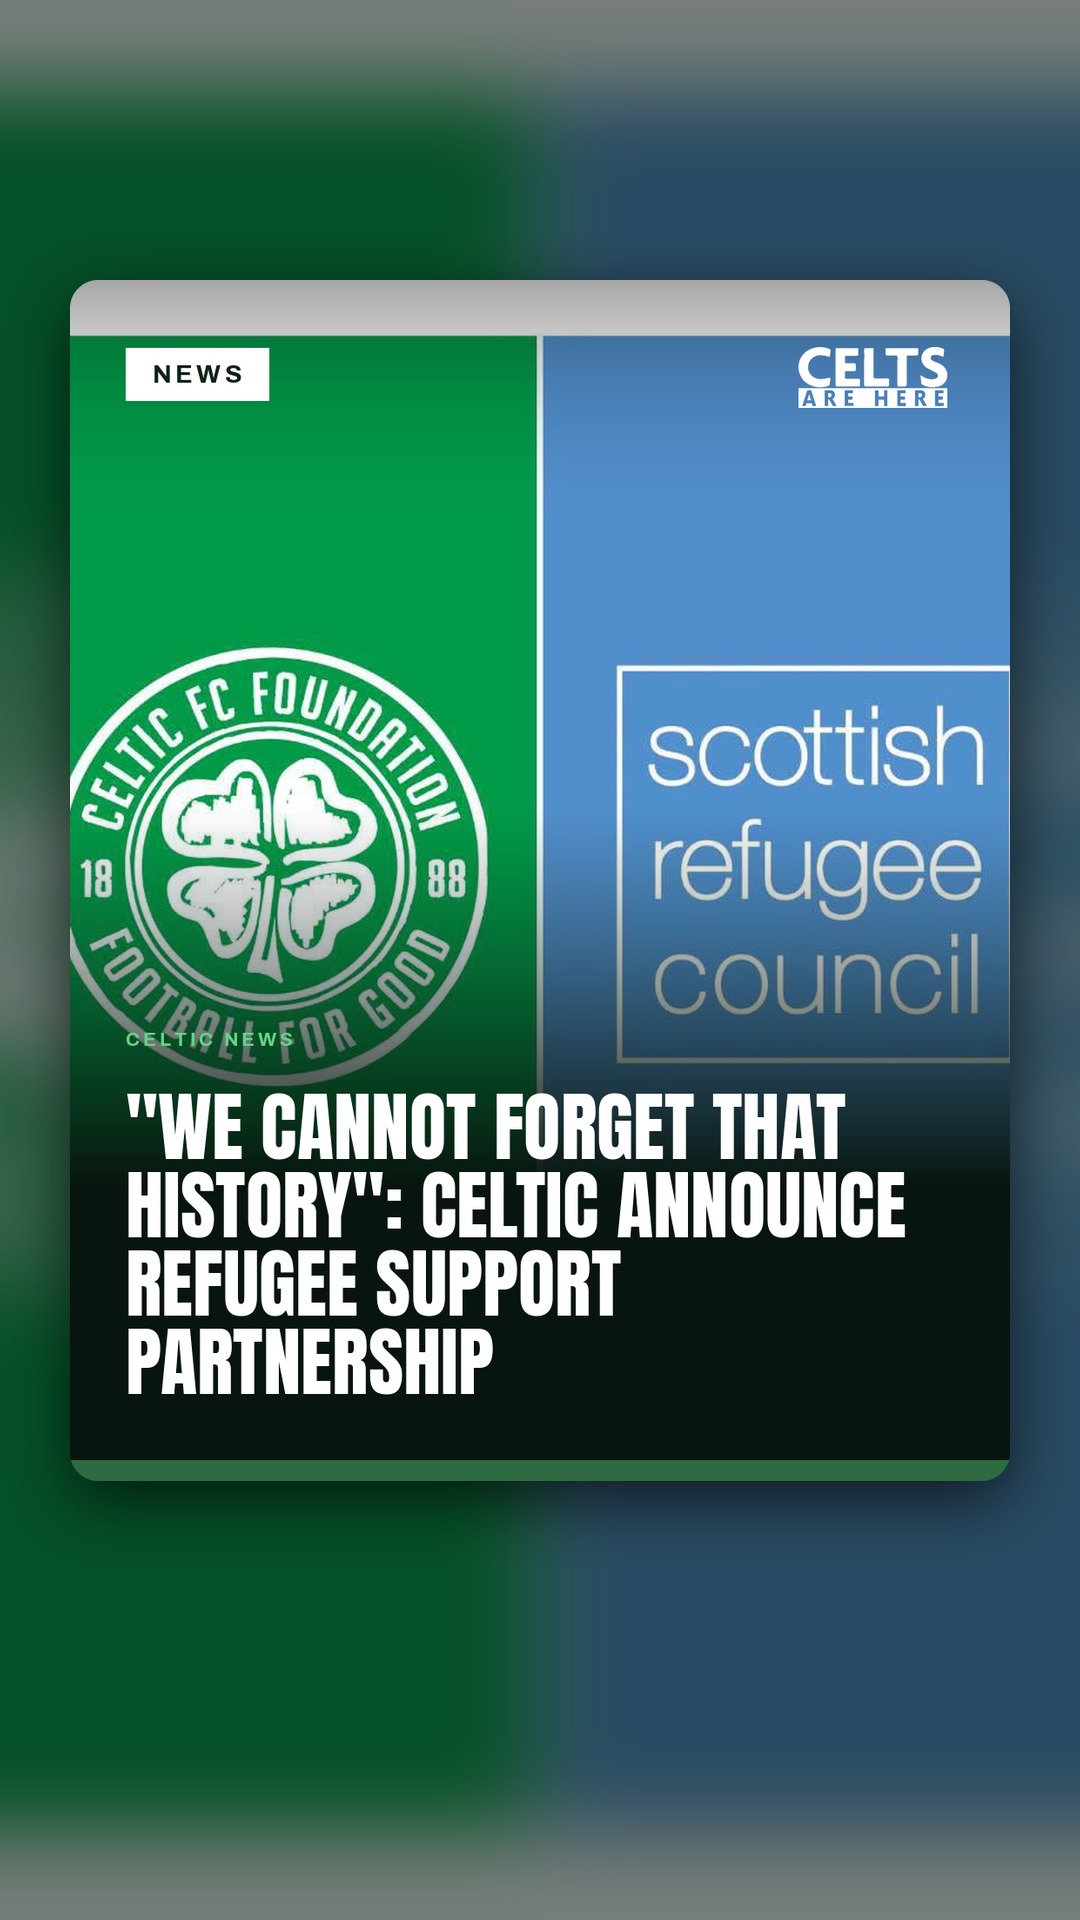 NEWS
CELTS
ARE HERE
CELTIC FC FOUNDATION
18 88
FOOTBALL FOR GOOD
scottish
refugee
council
CELTIC NEWS
"WE CANNOT FORGET THAT
HISTORY": CELTIC ANNOUNCE
REFUGEE SUPPORT
PARTNERSHIP